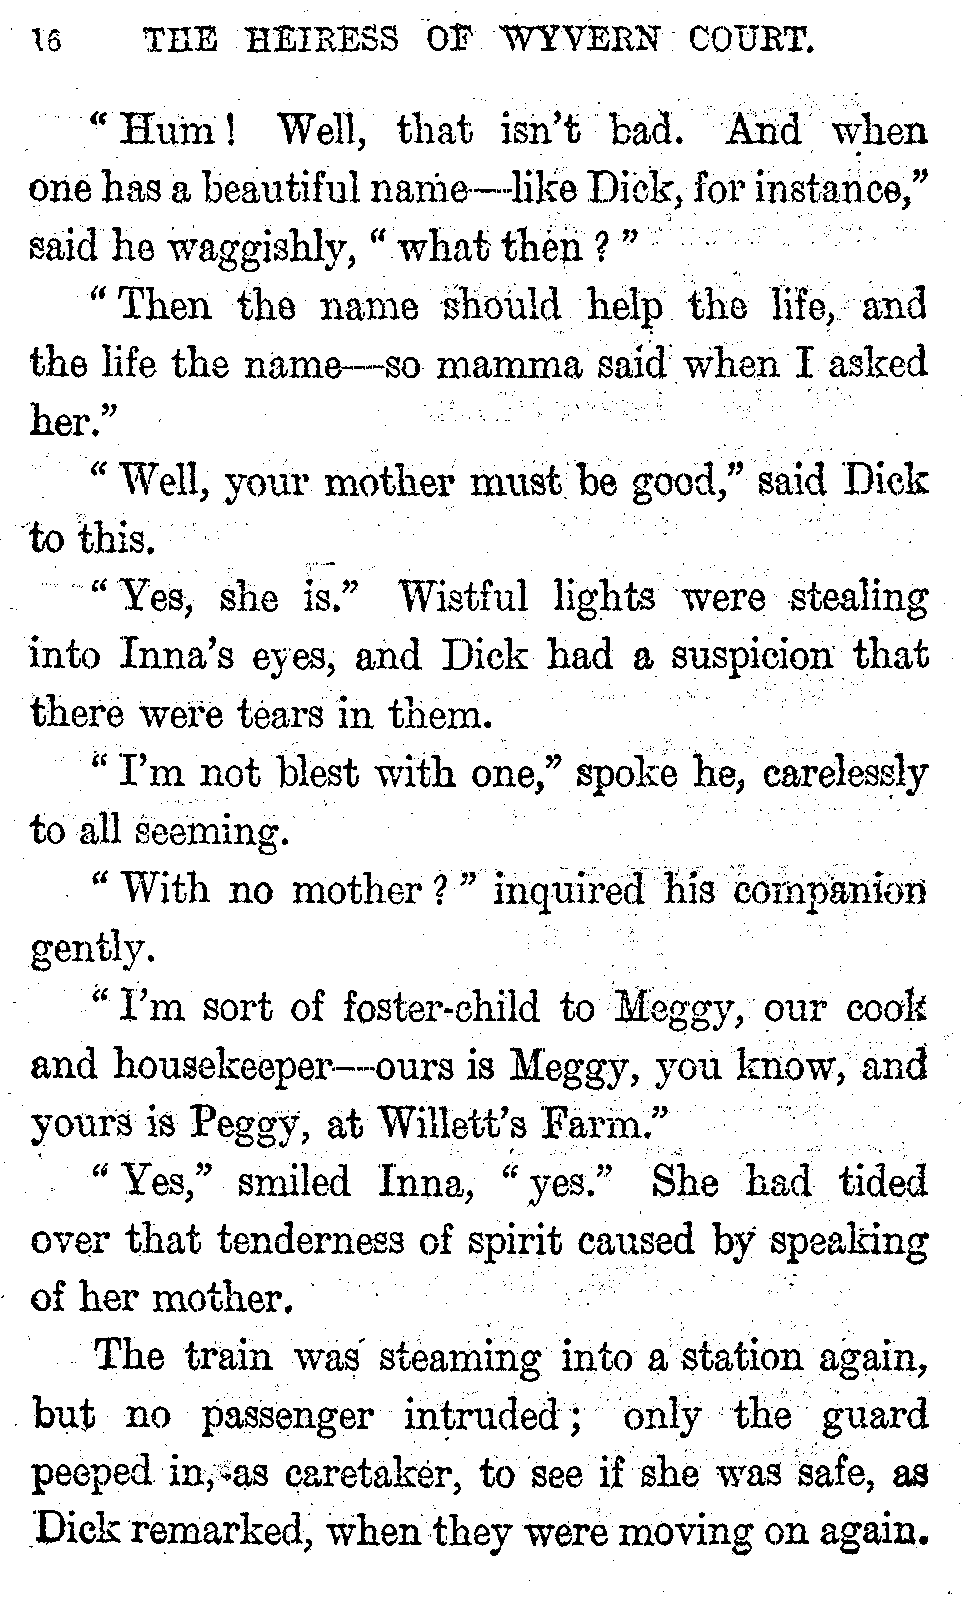 16 THE HEIRESS OF WYVERN COURT.
"Hum! Well, that isn't bad. And when
one has a beautiful name—like Dick, for instance,"
said he waggishly, "what then?"
"Then the name should help the life, and
the life the name—so mamma said when I asked
her."
"Well, your mother must be good," said Dick
to this.
"Yes, she is." Wistful lights were stealing
into Inna's eyes, and Dick had a suspicion that
there were tears in them.
"I'm not blest with one," spoke he, carelessly
to all seeming.
"With no mother?" inquired his companion
gently.
"I'm sort of foster-child to Meggy, our cook
and housekeeper—ours is Meggy, you know, and
yours is Peggy, at Willett's Farm."
"Yes," smiled Inna, "yes." She had tided
over that tenderness of spirit caused by speaking
of her mother.
The train was steaming into a station again,
but no passenger intruded; only the guard
peeped in, as caretaker, to see if she was safe, as
Dick remarked, when they were moving on again.